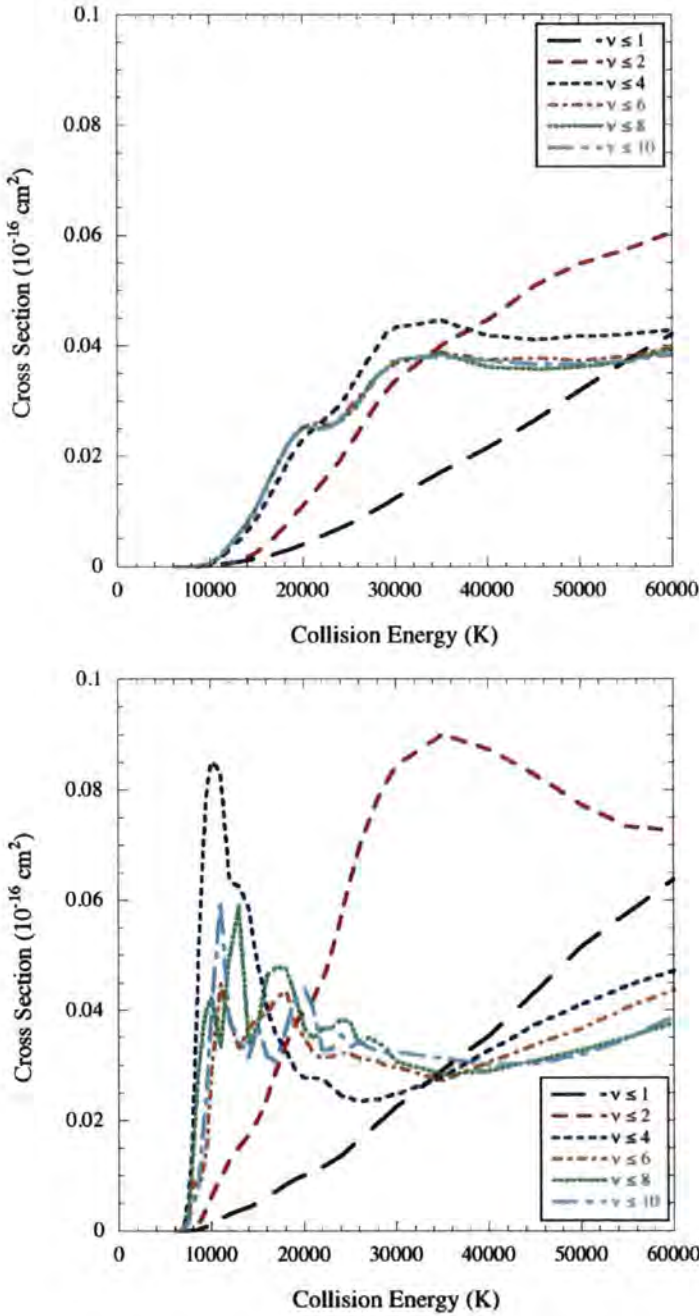 0.1
0.08
0.06
0.04
0.02
0
Cross Section (10⁻¹⁶ cm²)
ν ≤ 1
ν ≤ 2
ν ≤ 4
ν ≤ 6
ν ≤ 8
ν ≤ 10
0 10000 20000 30000 40000 50000 60000
Collision Energy (K)
0.1
0.08
0.06
0.04
0.02
0
Cross Section (10⁻¹⁶ cm²)
ν ≤ 1
ν ≤ 2
ν ≤ 4
ν ≤ 6
ν ≤ 8
ν ≤ 10
0 10000 20000 30000 40000 50000 60000
Collision Energy (K)